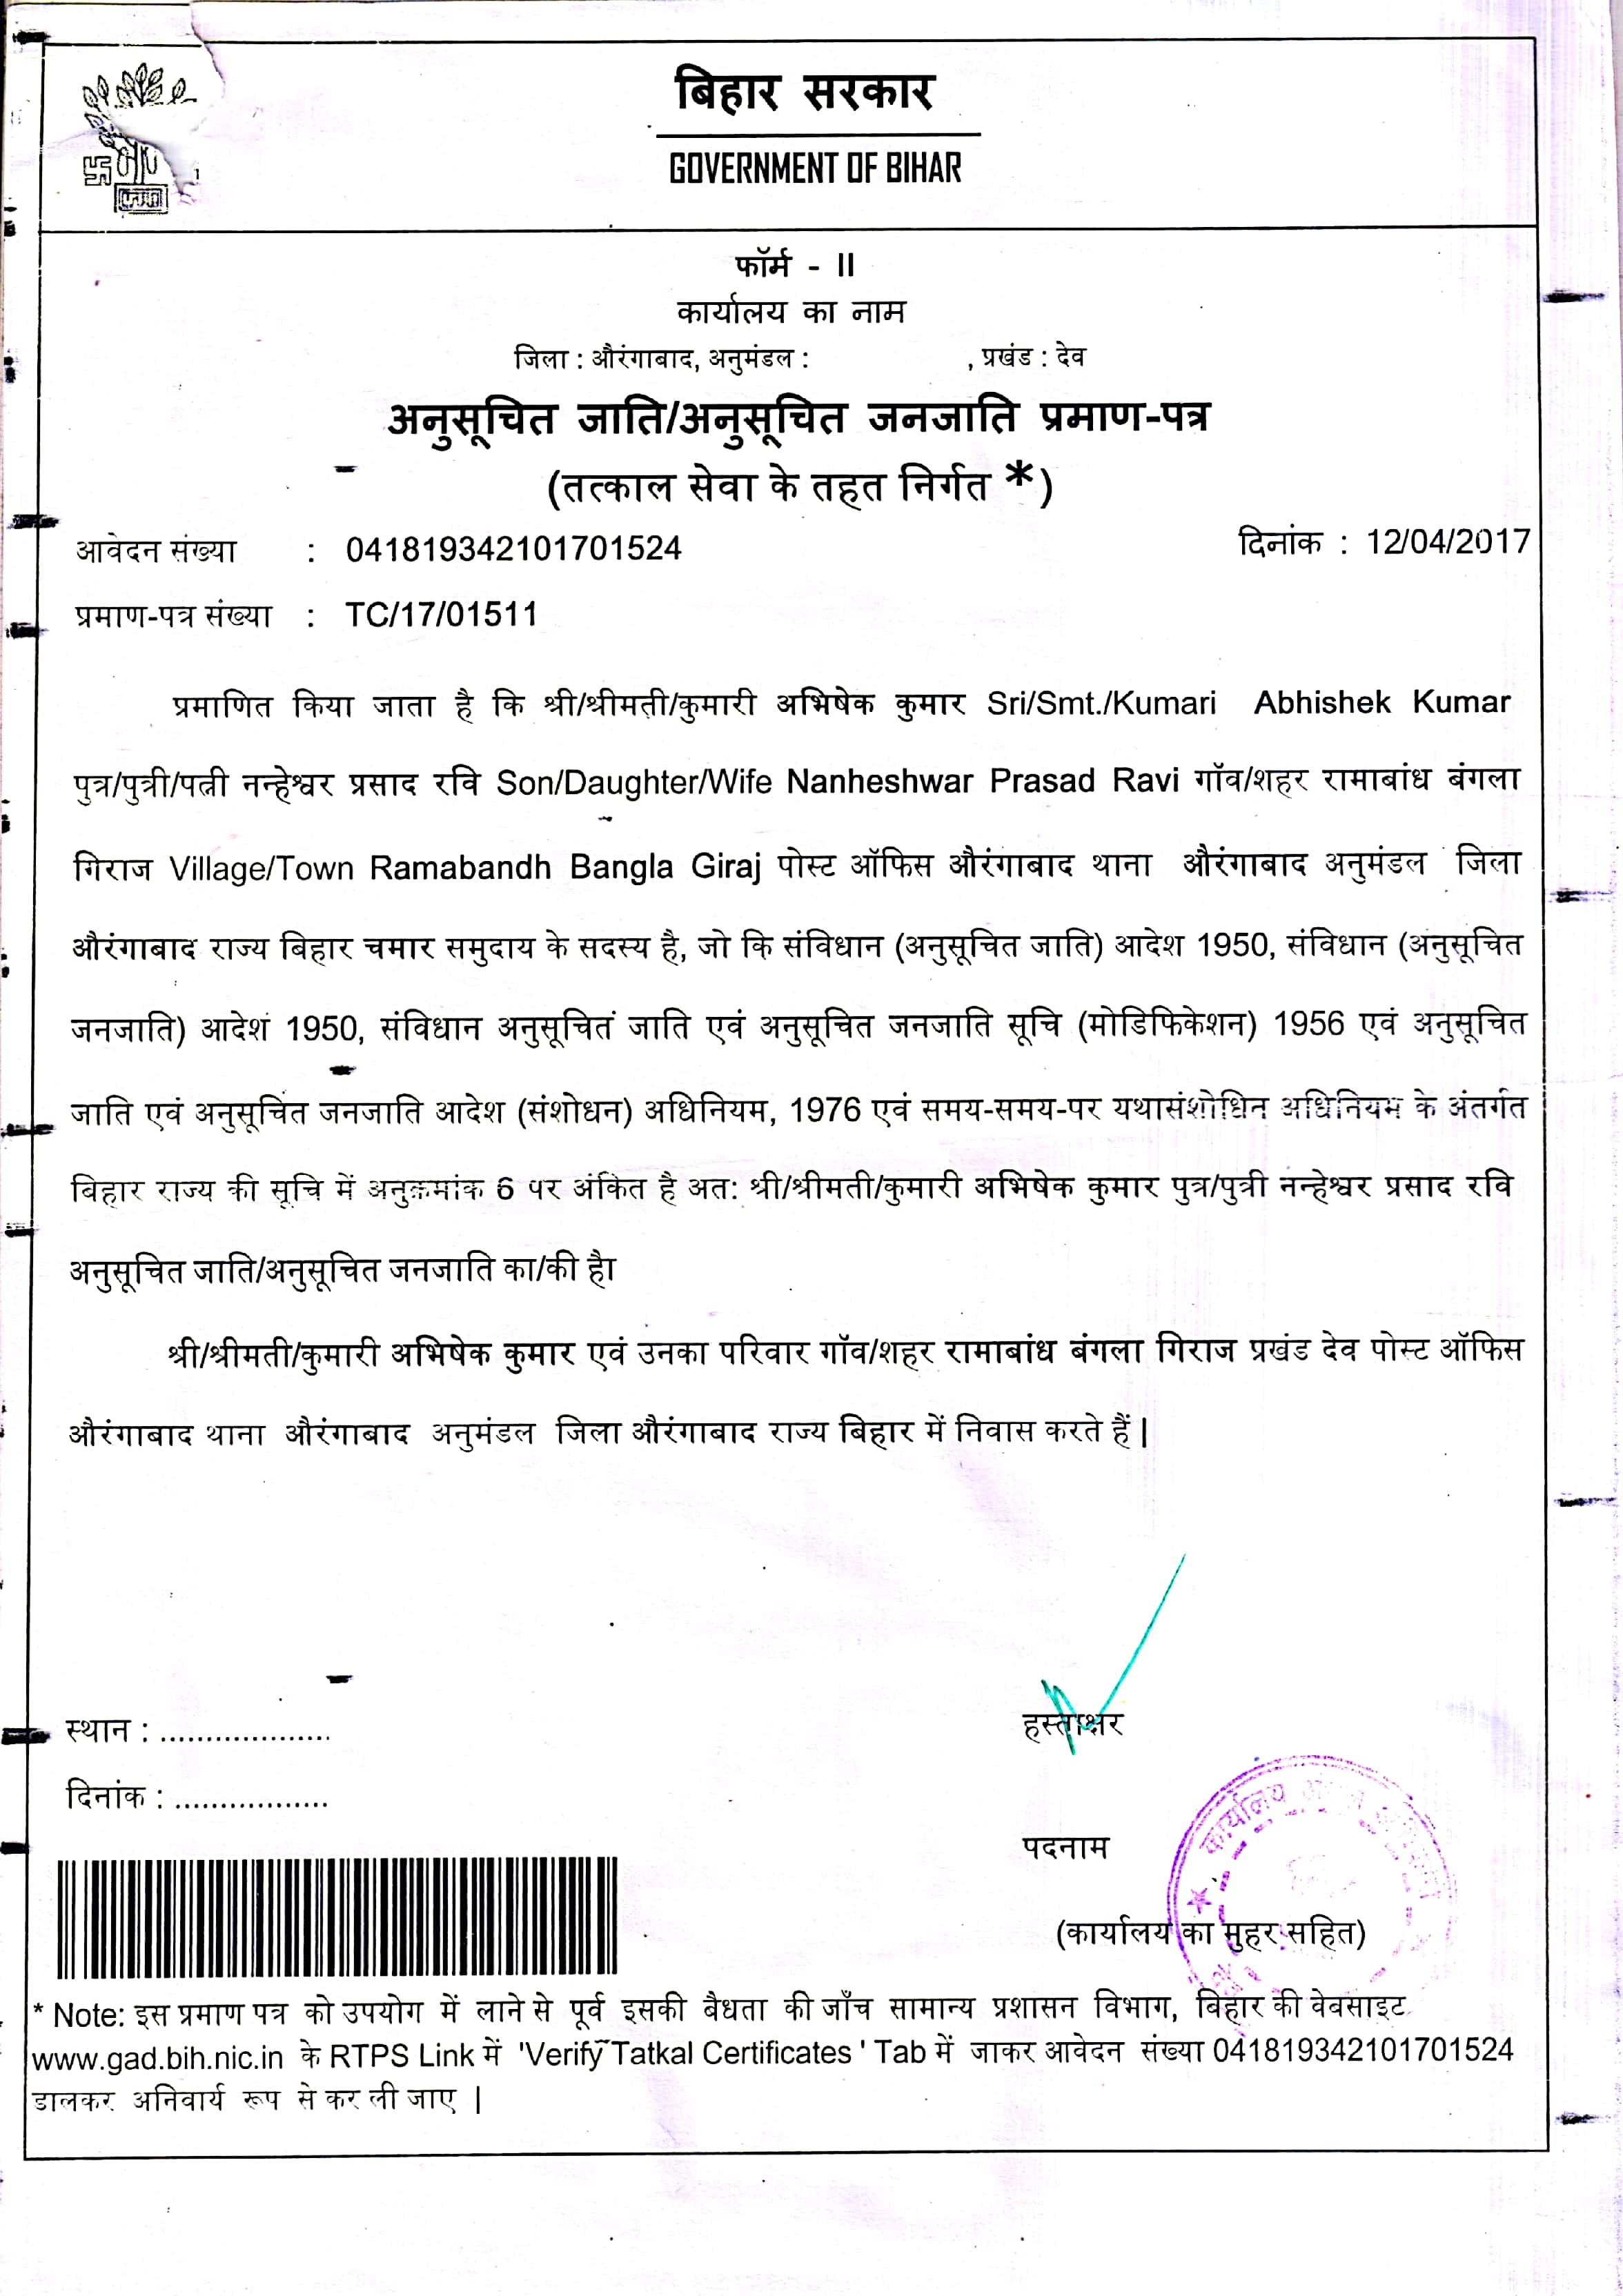 बिहार सरकार
GOVERNMENT OF BIHAR
फॉर्म - II
कार्यालय का नाम
जिला : औरंगाबाद, अनुमंडल : , प्रखंड : देव
अनुसूचित जाति/अनुसूचित जनजाति प्रमाण-पत्र
(तत्काल सेवा के तहत निर्गत *)
आवेदन संख्या : 041819342101701524 दिनांक : 12/04/2017
प्रमाण-पत्र संख्या : TC/17/01511
प्रमाणित किया जाता है कि श्री/श्रीमती/कुमारी अभिषेक कुमार Sri/Smt./Kumari Abhishek Kumar
पुत्र/पुत्री/पत्नी नन्हेश्वर प्रसाद रवि Son/Daughter/Wife Nanheshwar Prasad Ravi गॉव/शहर रामाबांध बंगला
गिराज Village/Town Ramabandh Bangla Giraj पोस्ट ऑफिस औरंगाबाद थाना औरंगाबाद अनुमंडल जिला
औरंगाबाद राज्य बिहार चमार समुदाय के सदस्य है, जो कि संविधान (अनुसूचित जाति) आदेश 1950, संविधान (अनुसूचित
जनजाति) आदेश 1950, संविधान अनुसूचित जाति एवं अनुसूचित जनजाति सूचि (मोडिफिकेशन) 1956 एवं अनुसूचित
जाति एवं अनुसूचित जनजाति आदेश (संशोधन) अधिनियम, 1976 एवं समय-समय-पर यथासंशोधित अधिनियम के अंतर्गत
बिहार राज्य की सूचि में अनुक्रमांक 6 पर अंकित है अत: श्री/श्रीमती/कुमारी अभिषेक कुमार पुत्र/पुत्री नन्हेश्वर प्रसाद रवि
अनुसूचित जाति/अनुसूचित जनजाति का/की है।
श्री/श्रीमती/कुमारी अभिषेक कुमार एवं उनका परिवार गॉव/शहर रामाबांध बंगला गिराज प्रखंड देव पोस्ट ऑफिस
औरंगाबाद थाना औरंगाबाद अनुमंडल जिला औरंगाबाद राज्य बिहार में निवास करते हैं |
स्थान : ...................
हस्ताक्षर
दिनांक : .................
पदनाम
कार्यालय
(कार्यालय का मुहर सहित)
* Note: इस प्रमाण पत्र को उपयोग में लाने से पूर्व इसकी बैधता की जाँच सामान्य प्रशासन विभाग, बिहार की वेबसाइट
www.gad.bih.nic.in के RTPS Link में 'Verify Tatkal Certificates ' Tab में जाकर आवेदन संख्या 041819342101701524
डालकर अनिवार्य रूप से कर ली जाए |